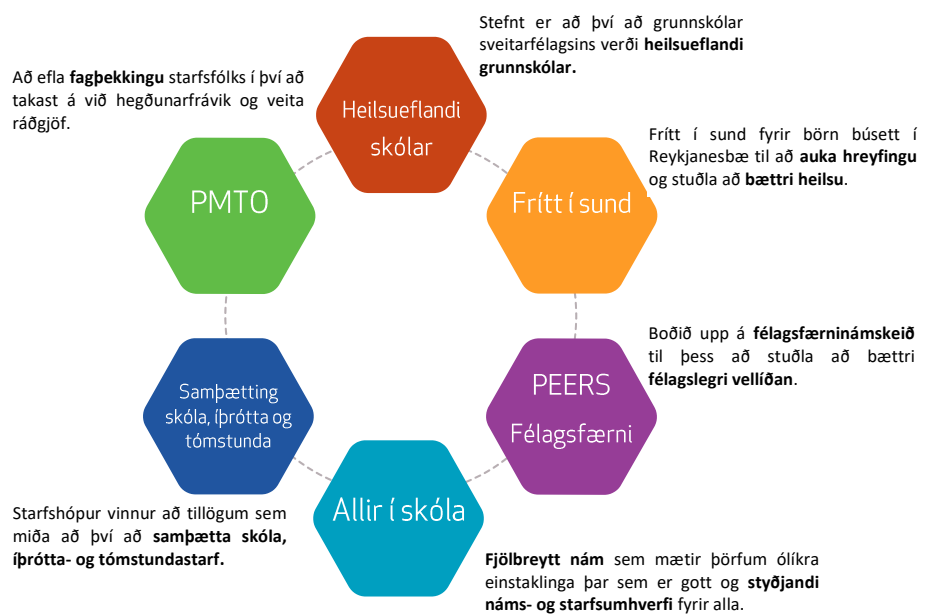 Stefnt er að því að grunnskólar
sveitarfélagsins verði heilsueflandi
grunnskólar.
Heilsueflandi
skólar
Frítt í sund fyrir börn búsett í
Reykjanesbæ til að auka hreyfingu
og stuðla að bættri heilsu.
Frítt í sund
Boðið upp á félagsfærninámskeið
til þess að stuðla að bættri
félagslegri vellíðan.
PEERS
Félagsfærni
Allir í skóla
Fjölbreytt nám sem mætir þörfum ólíkra
einstaklinga þar sem er gott og styðjandi
náms- og starfsumhverfi fyrir alla.
Samþætting
skóla, íþrótta og
tómstunda
Starfshópur vinnur að tillögum sem
miða að því að samþætta skóla,
íþrótta- og tómstundastarf.
Að efla fagþekkingu starfsfólks í því að
takast á við hegðunarfrávik og veita
ráðgjöf.
PMTO